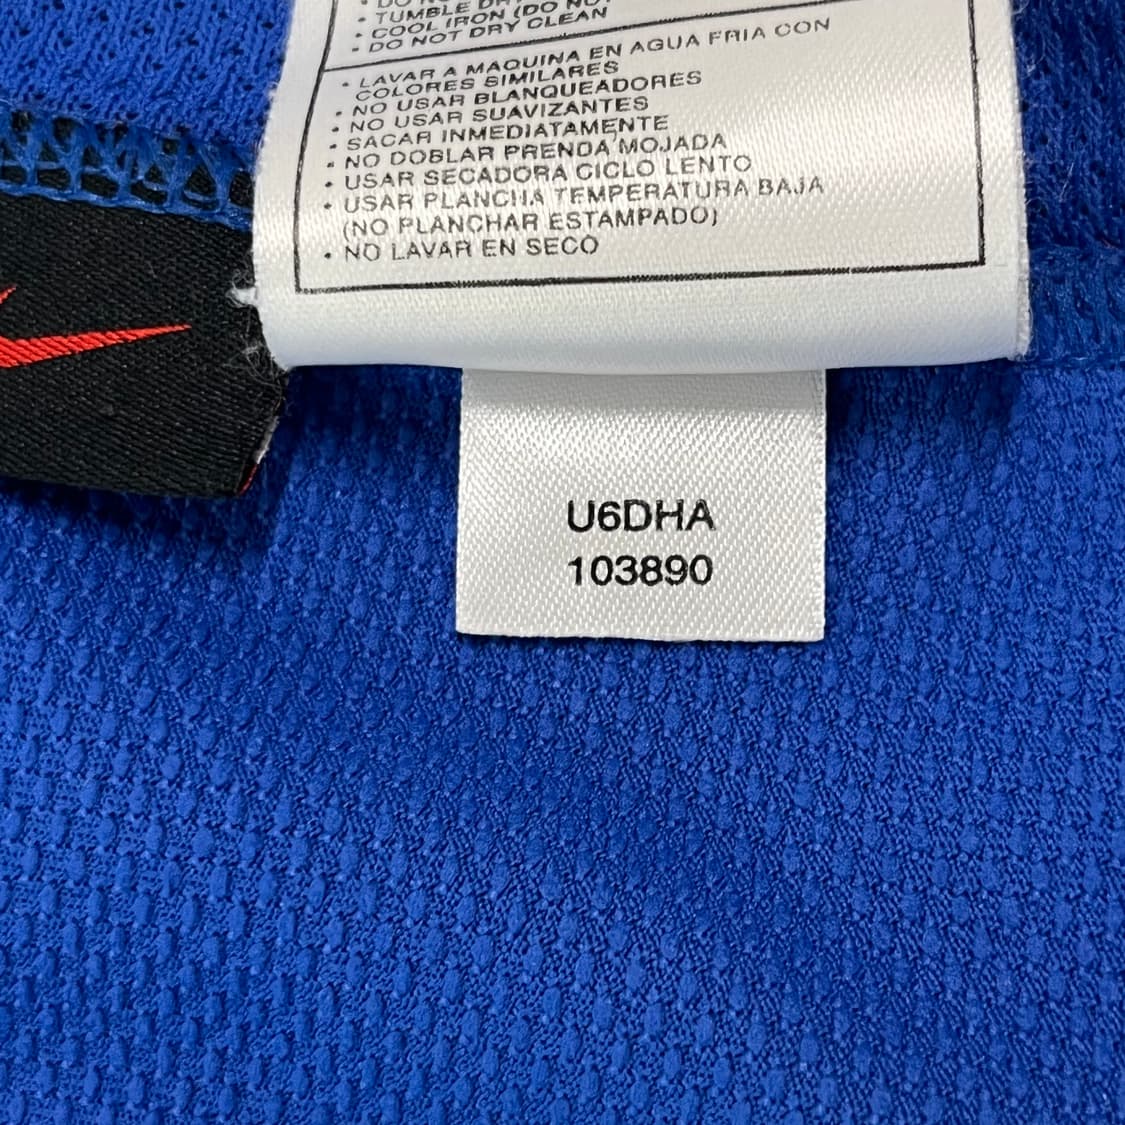 • TUMBLE
• COOL IRON (DO NO
• DO NOT DRY CLEAN
• LAVAR A MAQUINA EN AGUA FRIA CON
COLORES SIMILARES
• NO USAR BLANQUEADORES
• NO USAR SUAVIZANTES
• SACAR INMEDIATAMENTE
• NO DOBLAR PRENDA MOJADA
• USAR SECADORA CICLO LENTO
• USAR PLANCHA TEMPERATURA BAJA
(NO PLANCHAR ESTAMPADO)
• NO LAVAR EN SECO
U6DHA
103890